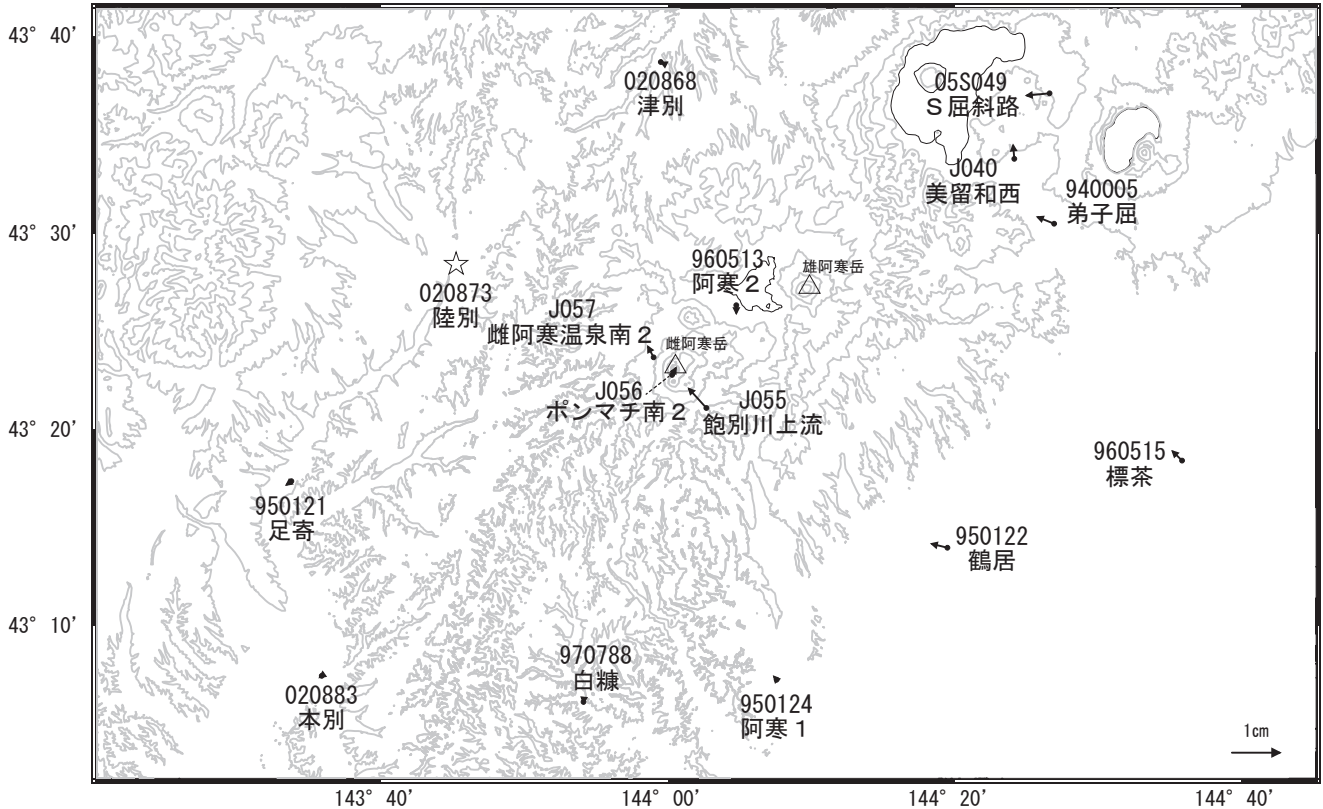 43° 40'
020868
津別
05S049
Ｓ屈斜路
J040
美留和西
940005
弟子屈
43° 30'
960513
阿寒２
雄阿寒岳
020873
陸別
J057
雌阿寒温泉南２
雌阿寒岳
J056
ポンマチ南２
J055
飽別川上流
43° 20'
960515
標茶
950121
足寄
950122
鶴居
43° 10'
970788
白糠
020883
本別
950124
阿寒１
1cm
143° 40'
144° 00'
144° 20'
144° 40'